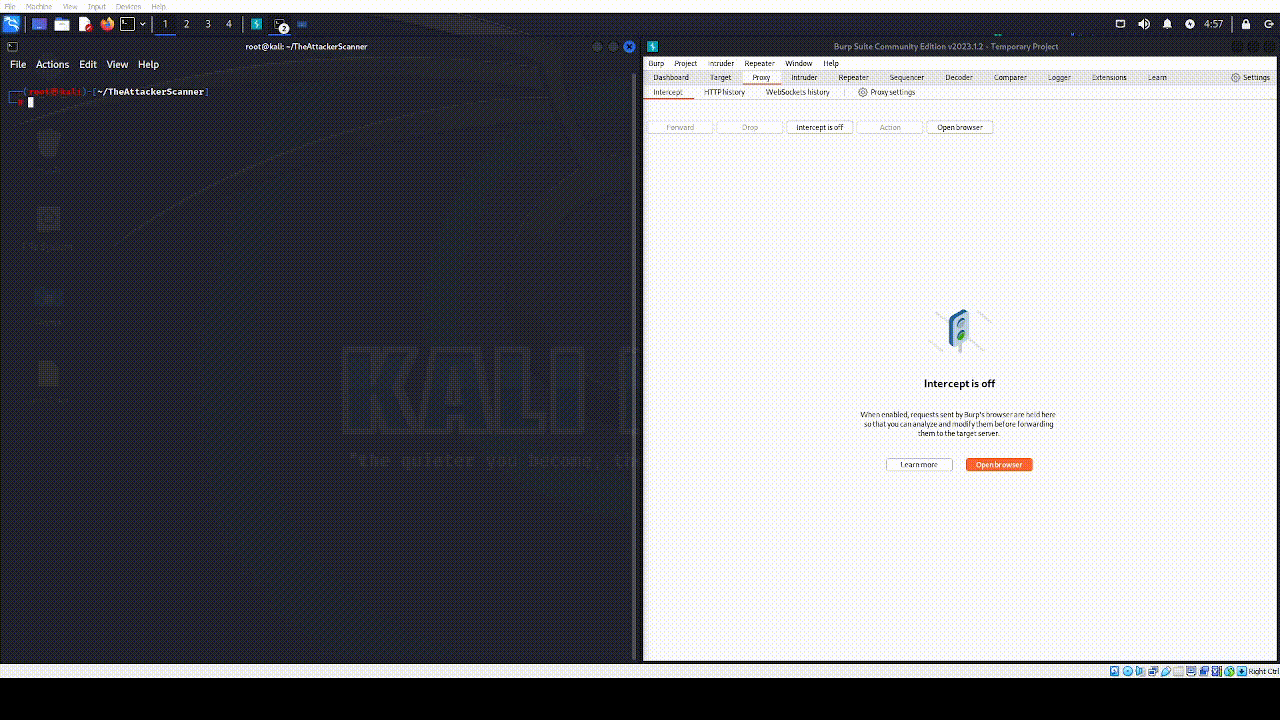 File Machine View Input Devices Help
1 2 3 4 2 4:57
root@kali: ~/TheAttackerScanner
Burp Suite Community Edition v2023.1.2 - Temporary Project
File Actions Edit View Help
(root@kali)-[~/TheAttackerScanner]
#
KALI
"the quieter you become, th
Burp Project Intruder Repeater Window Help
Dashboard Target Proxy Intruder Repeater Sequencer Decoder Comparer Logger Extensions Learn Settings
Intercept HTTP history WebSockets history Proxy settings
Forward Drop Intercept is off Action Open browser
Intercept is off
When enabled, requests sent by Burp's browser are held here
so that you can analyze and modify them before forwarding
them to the target server.
Learn more Open browser
Right Ctrl